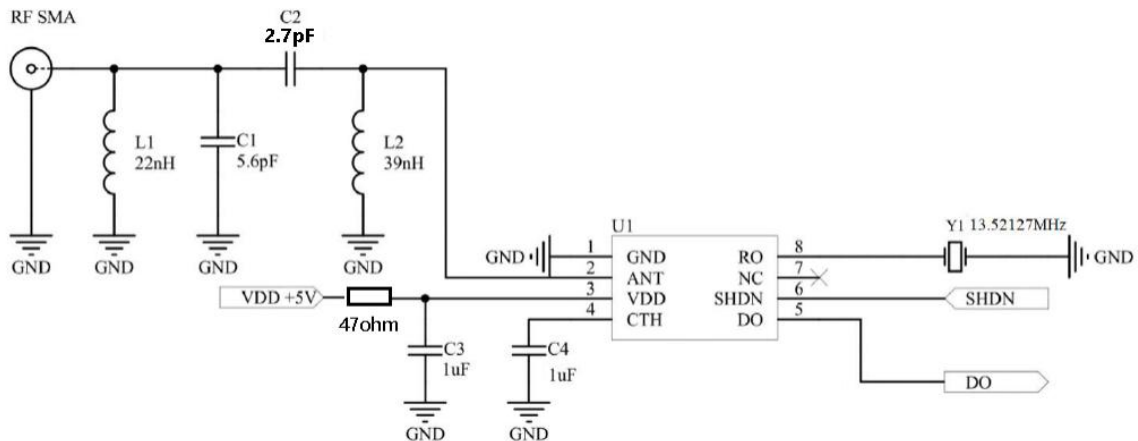 RF SMA
C2
2.7pF
L1
22nH
C1
5.6pF
L2
39nH
GND
GND
GND
GND
U1
Y1 13.52127MHz
GND
1
GND
RO
8
GND
2
ANT
NC
7
VDD +5V
3
VDD
SHDN
6
SHDN
4
CTH
DO
5
47ohm
C3
1uF
C4
1uF
DO
GND
GND